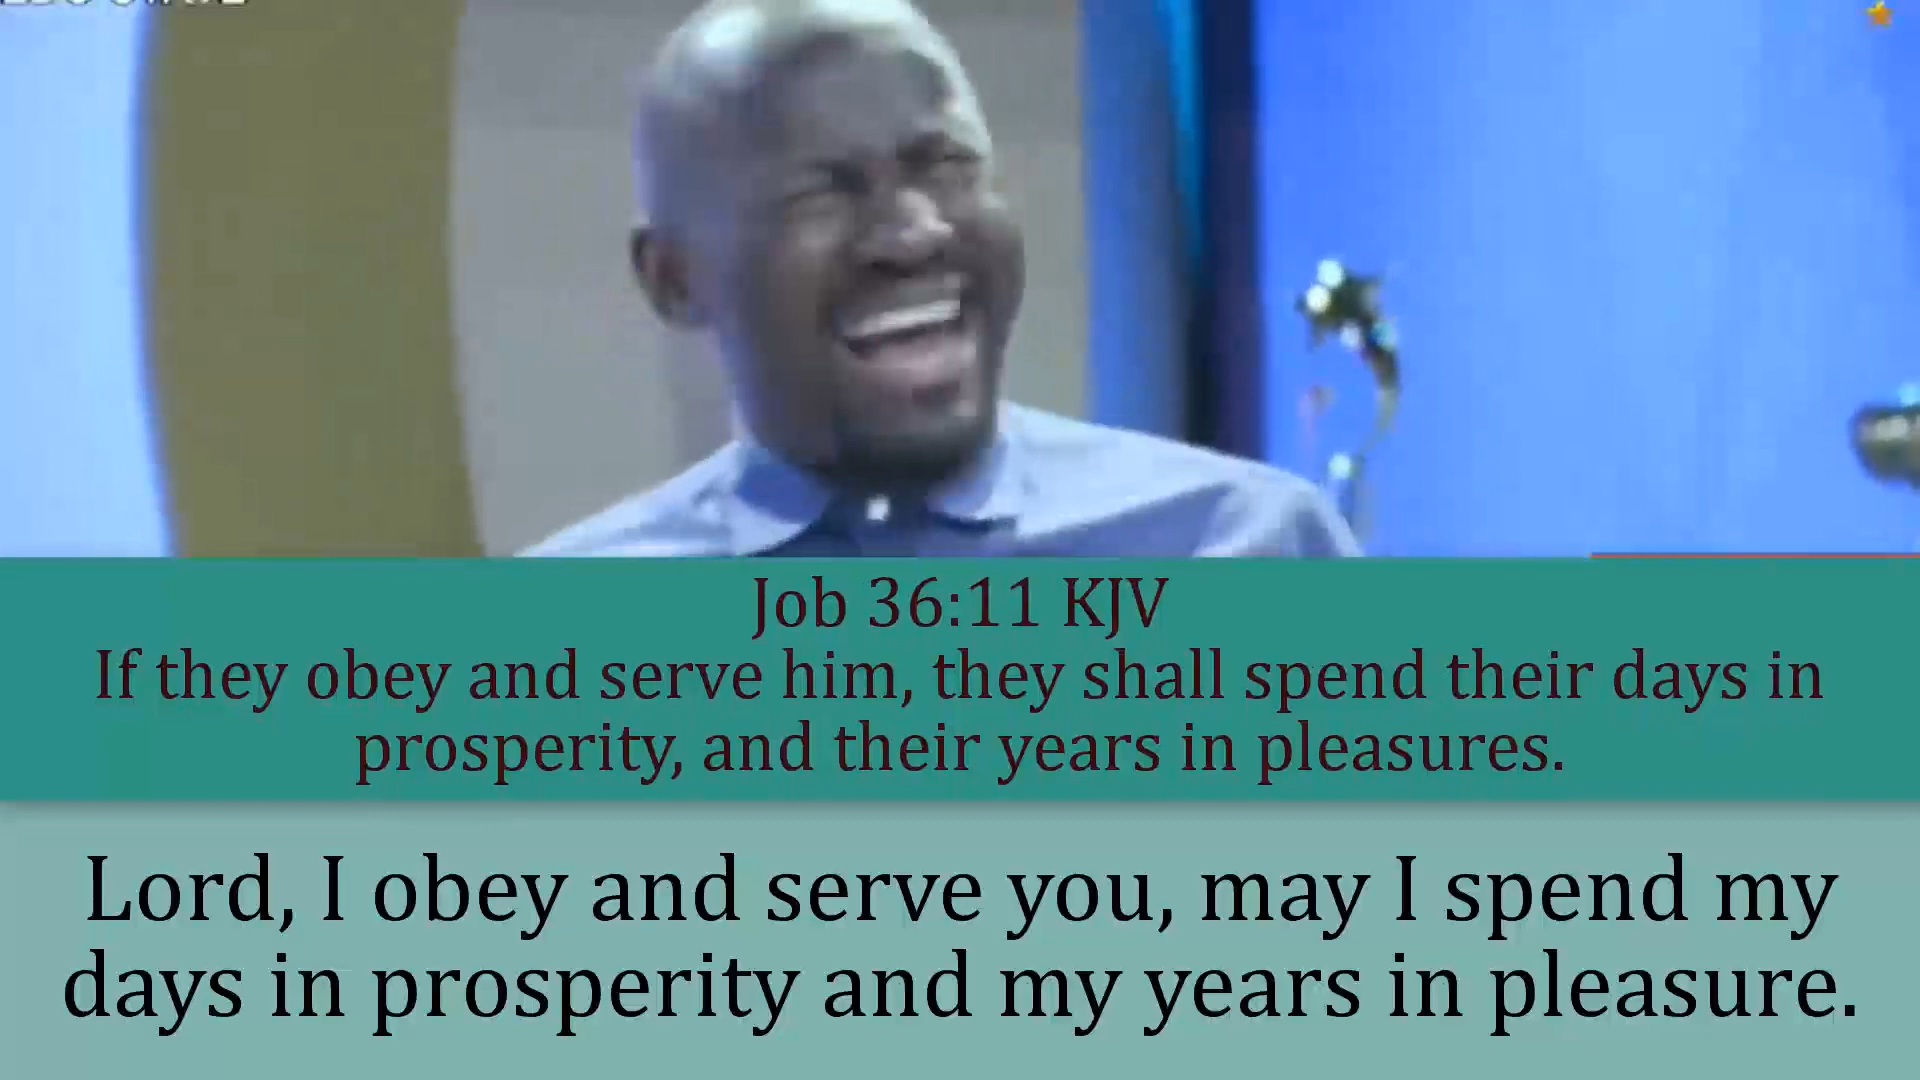 Job 36:11 KJV
If they obey and serve him, they shall spend their days in
prosperity, and their years in pleasures.
Lord, I obey and serve you, may I spend my
days in prosperity and my years in pleasure.